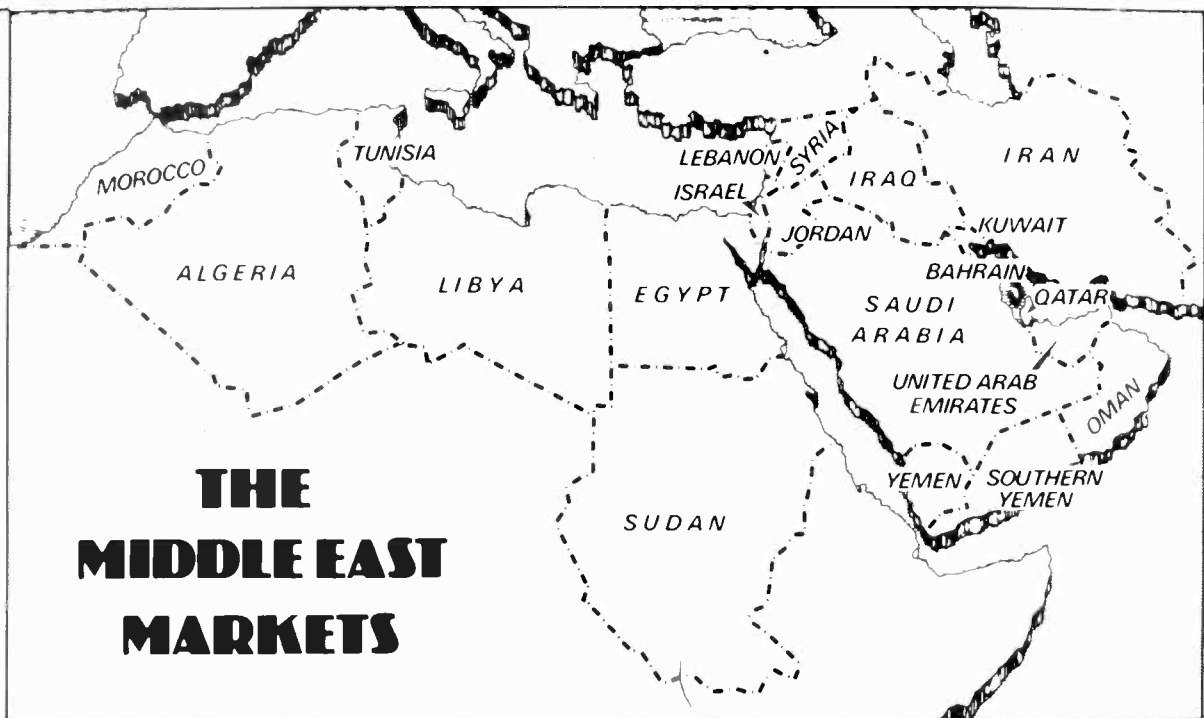 TUNISIA
LEBANON
SYRIA
IRAN
MOROCCO
ISRAEL
IRAQ
JORDAN
KUWAIT
ALGERIA
LIBYA
EGYPT
BAHRAIN
QATAR
SAUDI
ARABIA
UNITED ARAB
EMIRATES
OMAN
YEMEN
SOUTHERN
YEMEN
SUDAN
THE
MIDDLE EAST
MARKETS